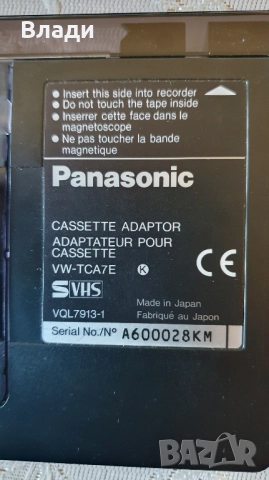 Влади
● Insert this side into recorder
● Do not touch the tape inside
● Inserrer cette face dans le
magnetoscope
● Ne pas toucher la bande
magnetique
Panasonic
CASSETTE ADAPTOR
ADAPTATEUR POUR
CASSETTE
VW-TCA7E K
CE
SVHS
VQL7913-1
Made in Japan
Fabriqué au Japon
Serial No./Nº A600028KM
bazar